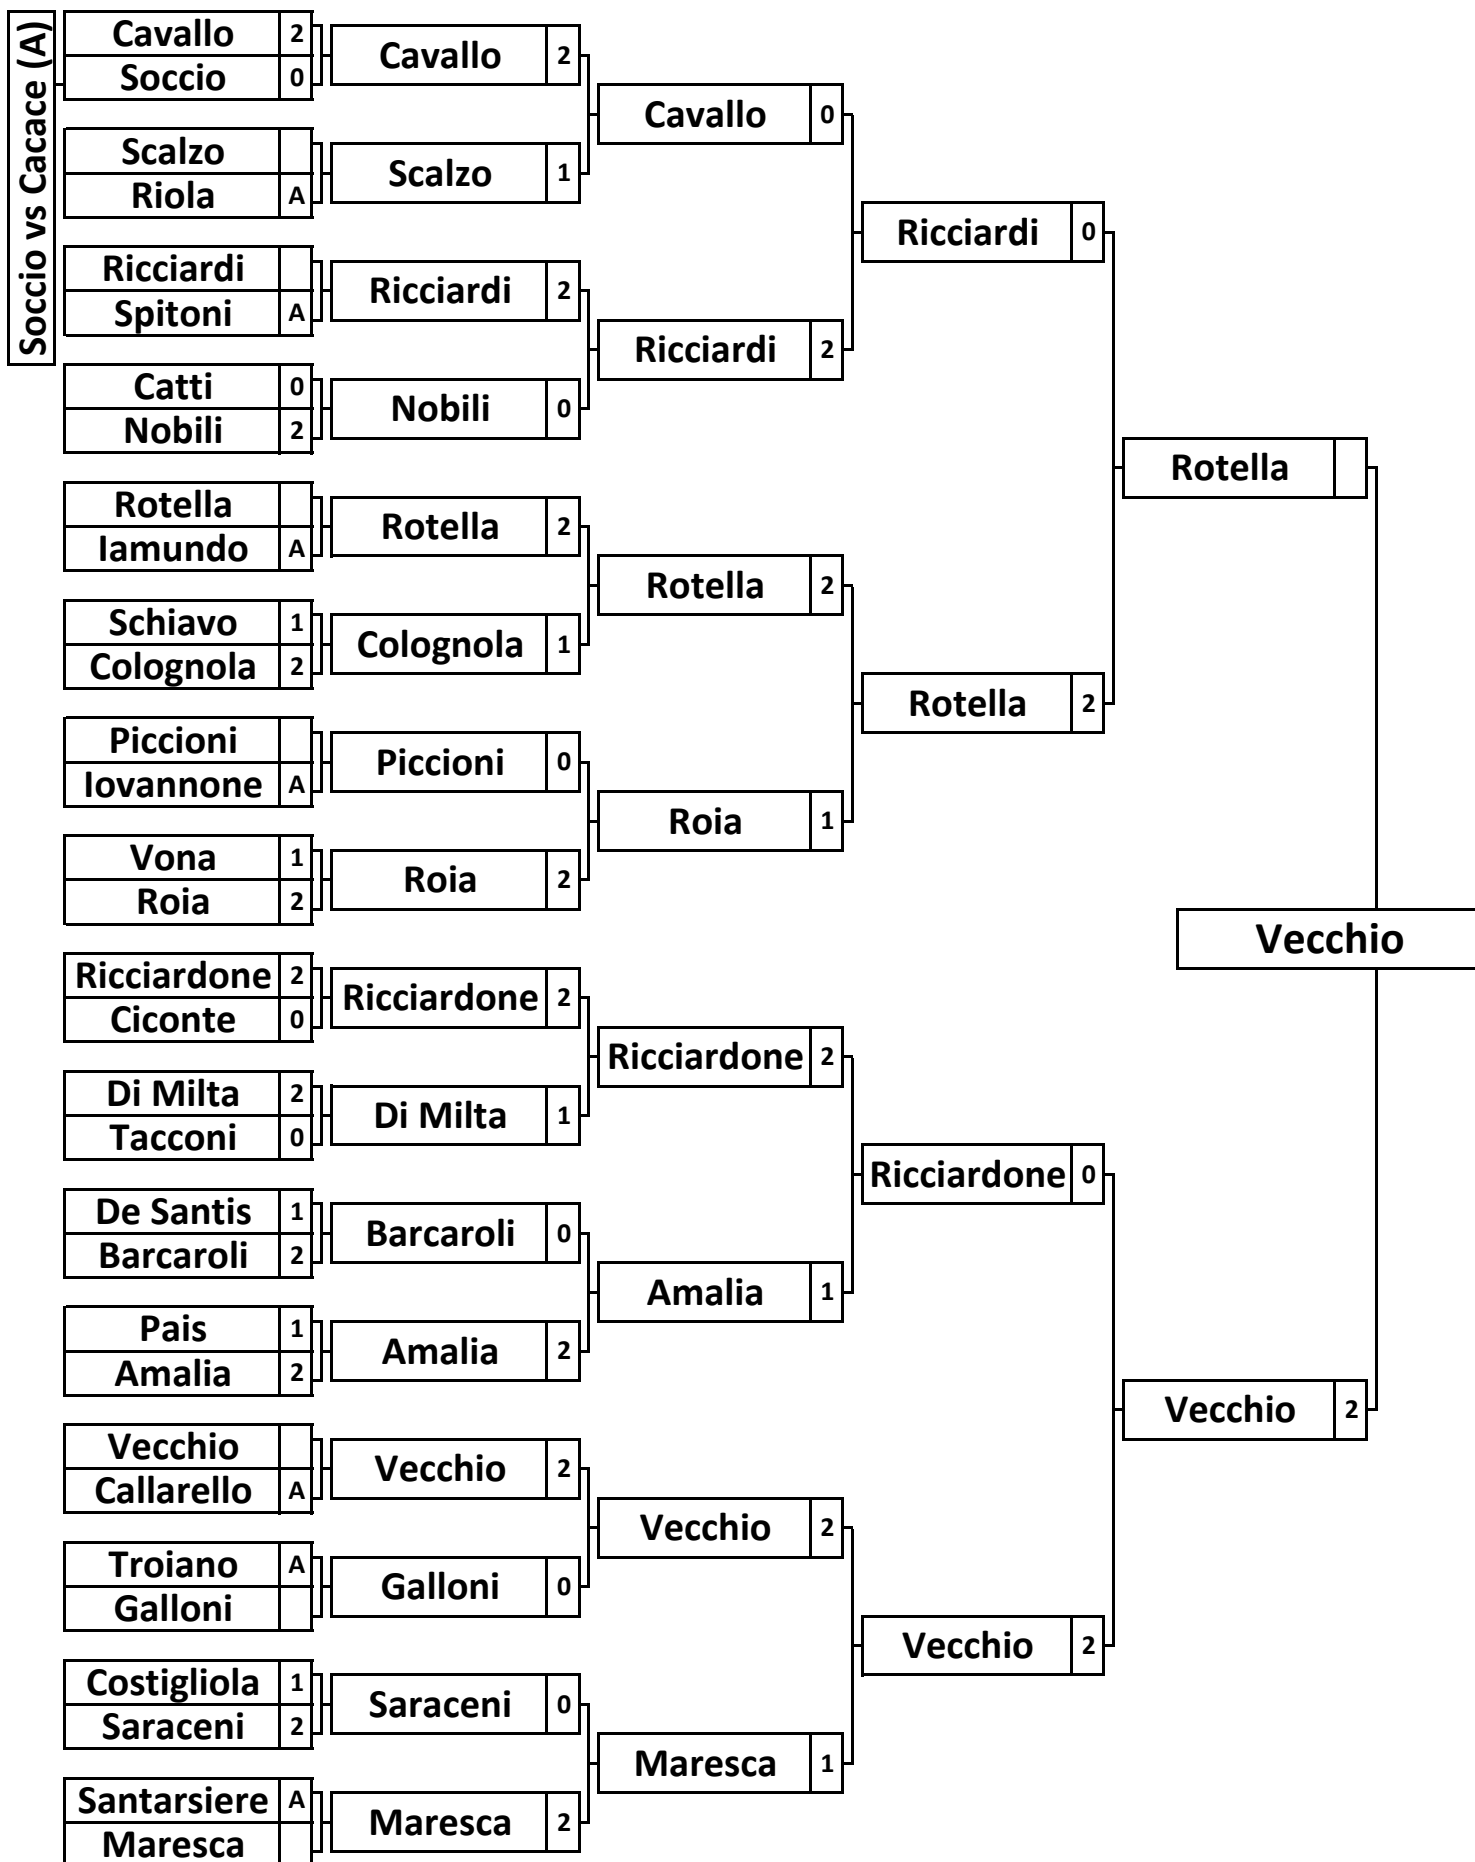 Soccio vs Cacace (A)
Cavallo 2
Soccio 0
Scalzo
Riola A
Ricciardi
Spitoni A
Catti 0
Nobili 2
Rotella
Iamundo A
Schiavo 1
Colognola 2
Piccioni
Iovannone A
Vona 1
Roia 2
Ricciardone 2
Ciconte 0
Di Milta 2
Tacconi 0
De Santis 1
Barcaroli 2
Pais 1
Amalia 2
Vecchio
Callarello A
Troiano A
Galloni
Costigliola 1
Saraceni 2
Santarsiere A
Maresca
Cavallo 2
Scalzo 1
Ricciardi 2
Nobili 0
Rotella 2
Colognola 1
Piccioni 0
Roia 2
Ricciardone 2
Di Milta 1
Barcaroli 0
Amalia 2
Vecchio 2
Galloni 0
Saraceni 0
Maresca 2
Cavallo 0
Ricciardi 2
Rotella 2
Roia 1
Ricciardone 2
Amalia 1
Vecchio 2
Maresca 1
Ricciardi 0
Rotella 2
Ricciardone 0
Vecchio 2
Rotella
Vecchio 2
Vecchio